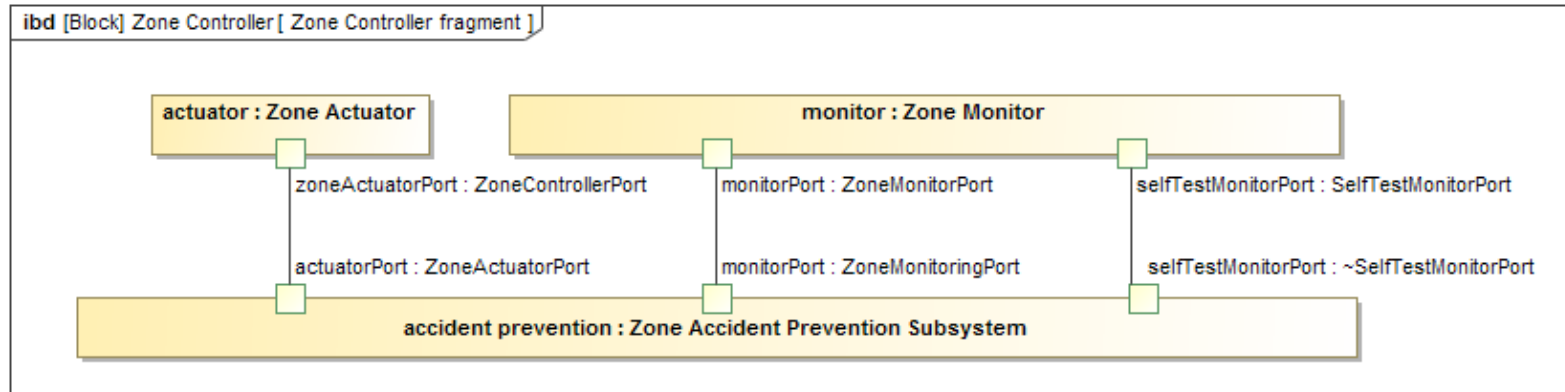 ibd [Block] Zone Controller [ Zone Controller fragment ]
actuator : Zone Actuator
monitor : Zone Monitor
zoneActuatorPort : ZoneControllerPort
monitorPort : ZoneMonitorPort
selfTestMonitorPort : SelfTestMonitorPort
actuatorPort : ZoneActuatorPort
monitorPort : ZoneMonitoringPort
selfTestMonitorPort : ~SelfTestMonitorPort
accident prevention : Zone Accident Prevention Subsystem